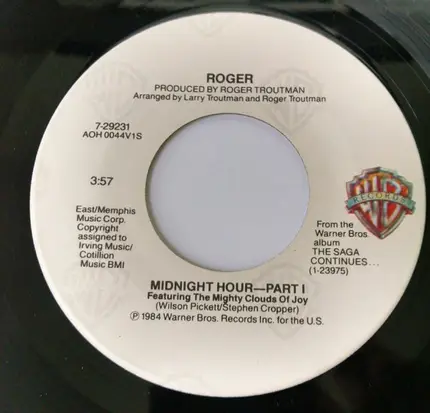 ROGER
PRODUCED BY ROGER TROUTMAN
Arranged by Larry Troutman and Roger Troutman
7-29231
AOH 0044V1S
3:57
East/Memphis
Music Corp.
Copyright
assigned to
Irving Music/
Cotillion
Music BMI
WB
RECORDS
From the
Warner Bros.
album
THE SAGA
CONTINUES...
(1-23975)
MIDNIGHT HOUR—PART I
Featuring The Mighty Clouds Of Joy
(Wilson Pickett/Stephen Cropper)
℗ 1984 Warner Bros. Records Inc. for the U.S.